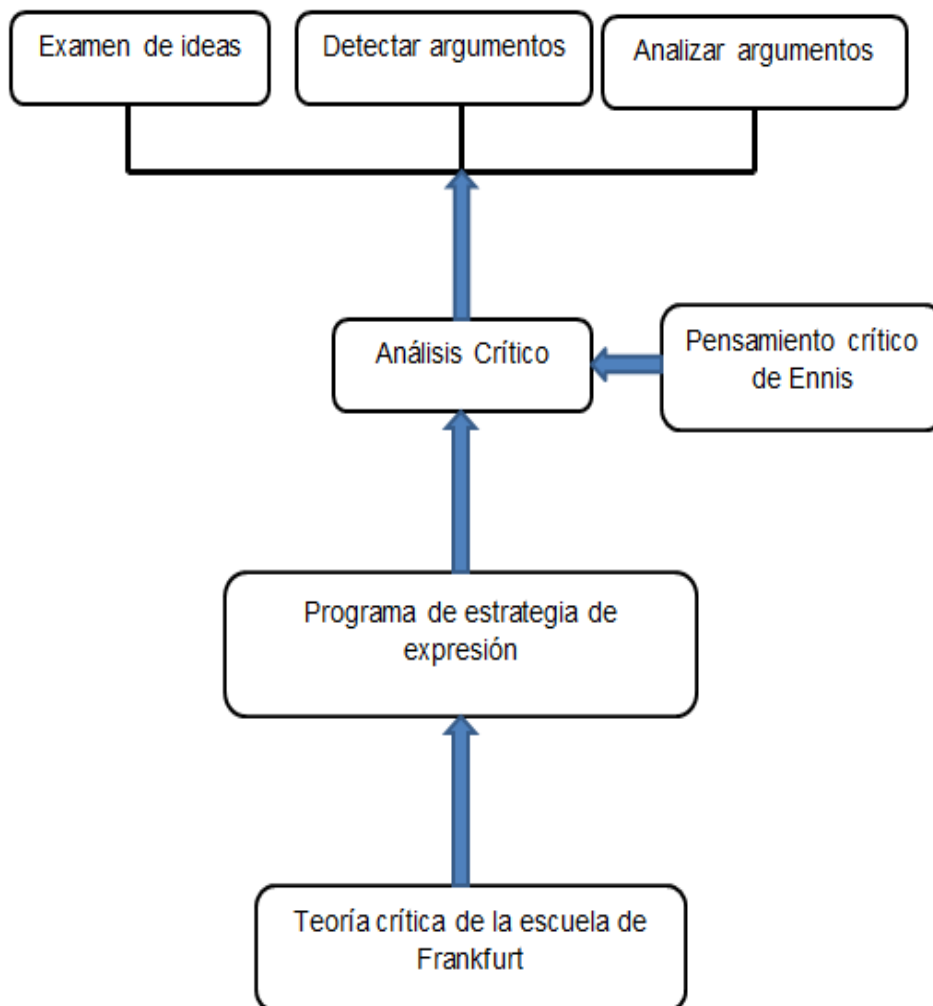 Examen de ideas
Detectar argumentos
Analizar argumentos
Análisis Crítico
Pensamiento crítico
de Ennis
Programa de estrategia de
expresión
Teoría crítica de la escuela de
Frankfurt